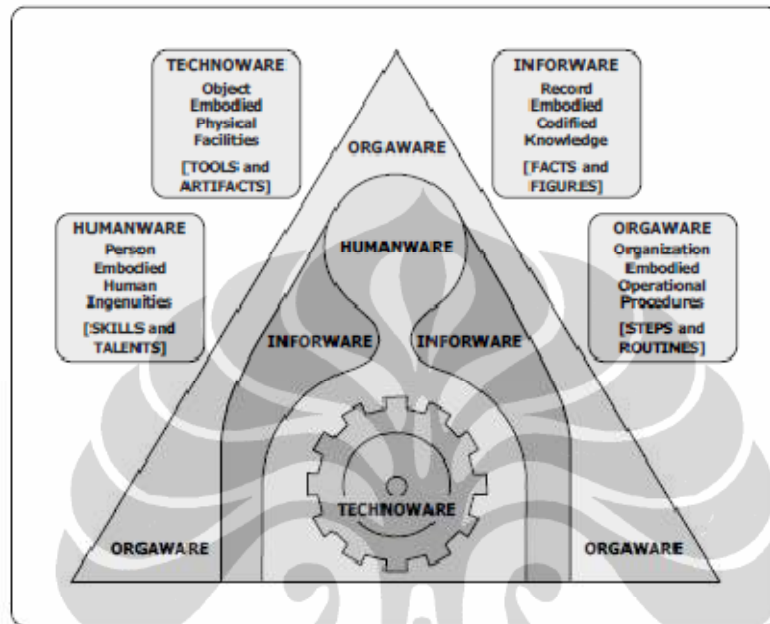 TECHNOWARE
Object
Embodied
Physical
Facilities
[TOOLS and
ARTIFACTS]
INFORWARE
Record
Embodied
Codified
Knowledge
[FACTS and
FIGURES]
HUMANWARE
Person
Embodied
Human
Ingenuities
[SKILLS and
TALENTS]
ORGAWARE
Organization
Embodied
Operational
Procedures
[STEPS and
ROUTINES]
ORGAWARE
HUMANWARE
INFORWARE INFORWARE
TECHNOWARE
ORGAWARE ORGAWARE